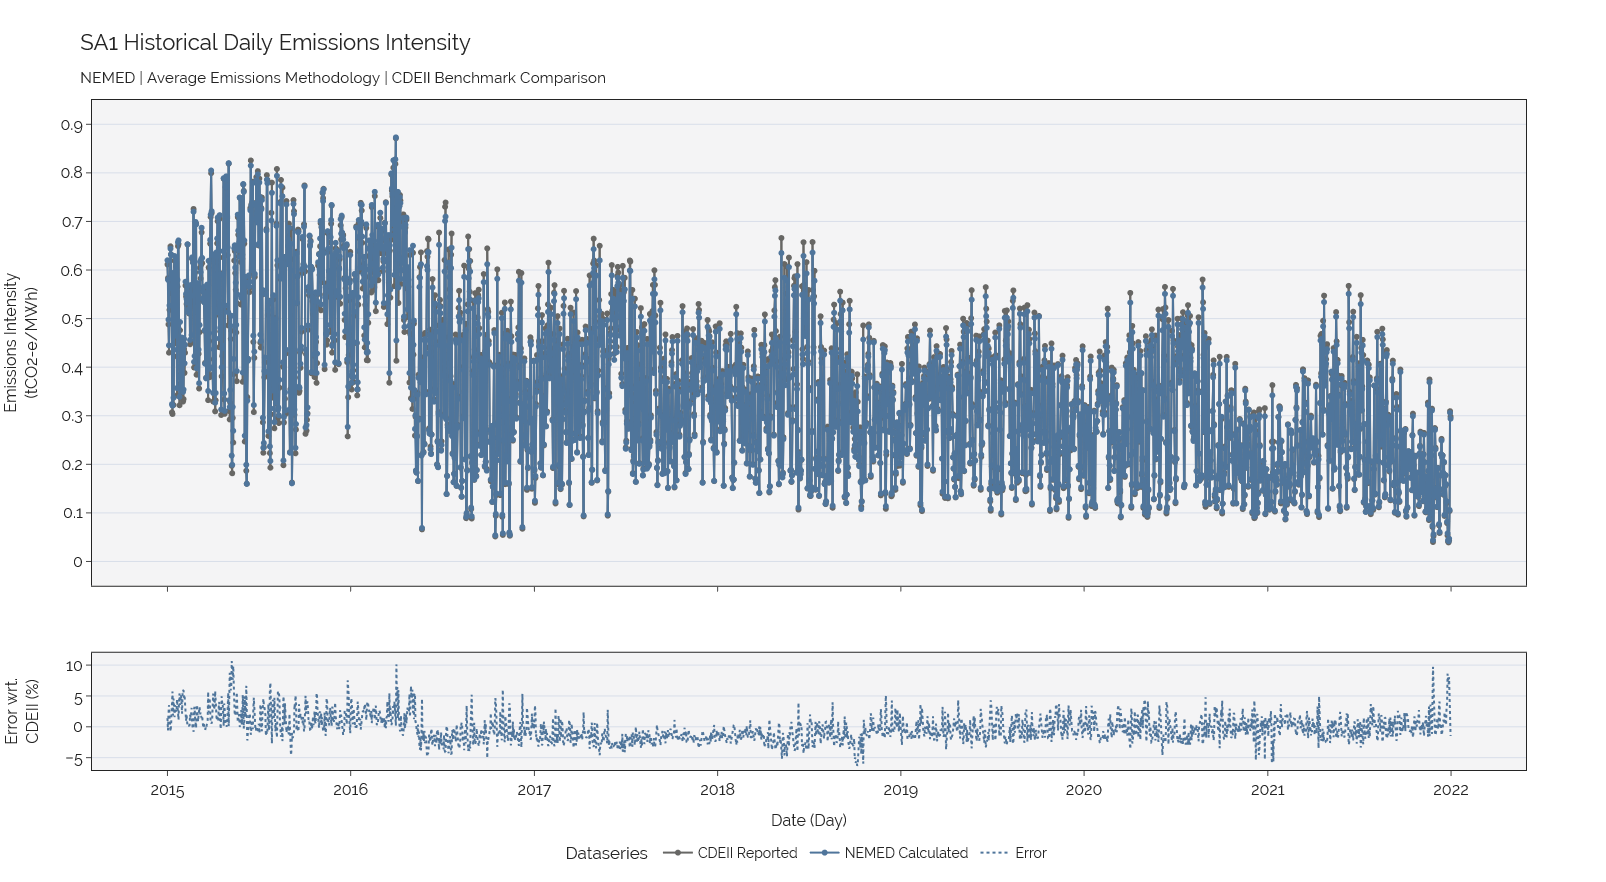 SA1 Historical Daily Emissions Intensity
NEMED | Average Emissions Methodology | CDEII Benchmark Comparison
Emissions Intensity
(tCO2-e/MWh)
0.9
0.8
0.7
0.6
0.5
0.4
0.3
0.2
0.1
0
Error wrt.
CDEII (%)
10
5
0
−5
2015 2016 2017 2018 2019 2020 2021 2022
Date (Day)
Dataseries CDEII Reported NEMED Calculated Error